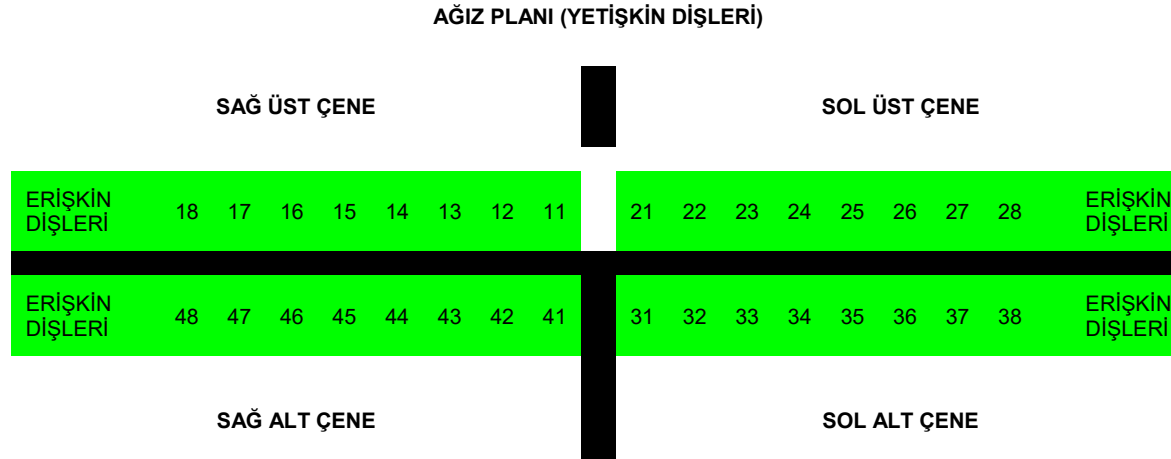 AĞIZ PLANI (YETİŞKİN DİŞLERİ)
SAĞ ÜST ÇENE SOL ÜST ÇENE
ERİŞKİN DİŞLERİ 18 17 16 15 14 13 12 11 21 22 23 24 25 26 27 28 ERİŞKİN DİŞLERİ
ERİŞKİN DİŞLERİ 48 47 46 45 44 43 42 41 31 32 33 34 35 36 37 38 ERİŞKİN DİŞLERİ
SAĞ ALT ÇENE SOL ALT ÇENE